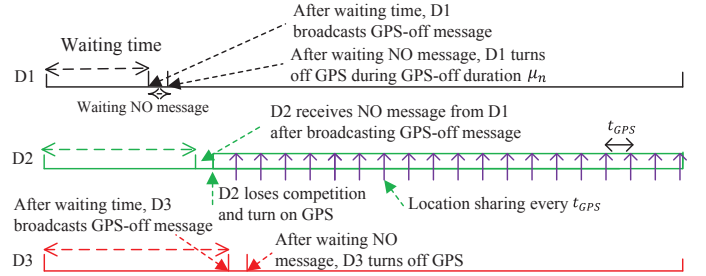 After waiting time, D1
broadcasts GPS-off message
Waiting time
After waiting NO message, D1 turns
off GPS during GPS-off duration μn
D1
Waiting NO message
D2 receives NO message from D1
after broadcasting GPS-off message
tGPS
D2
D2 loses competition
and turn on GPS
Location sharing every tGPS
After waiting time, D3
broadcasts GPS-off message
After waiting NO
message, D3 turns off GPS
D3